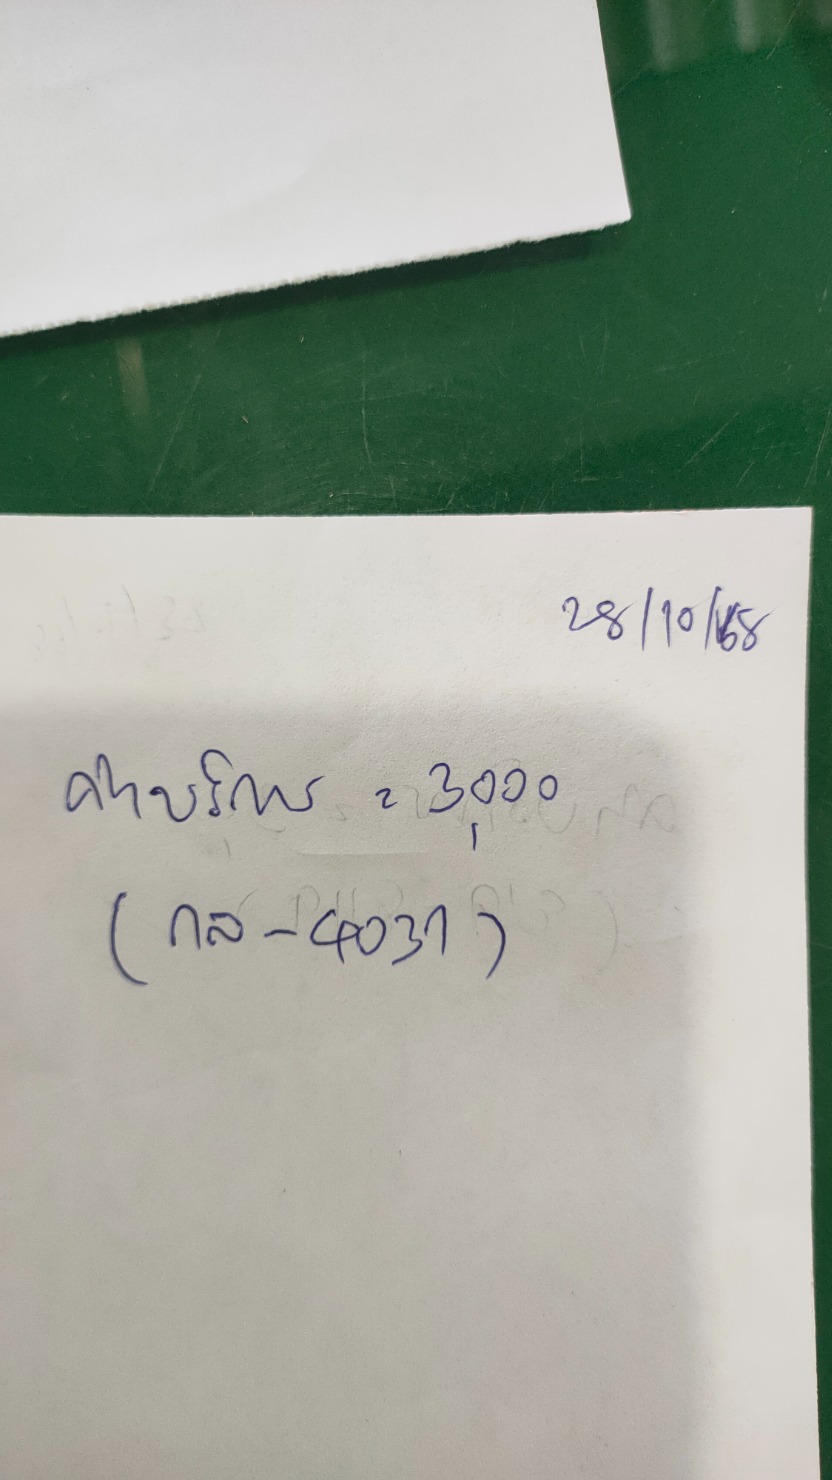 28/10/68
ค่าบริการ = 3,000
(กล-4037)